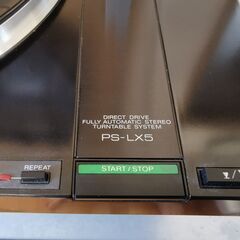 DIRECT DRIVE
FULLY AUTOMATIC STEREO
TURNTABLE SYSTEM
PS-LX5
REPEAT
START/STOP